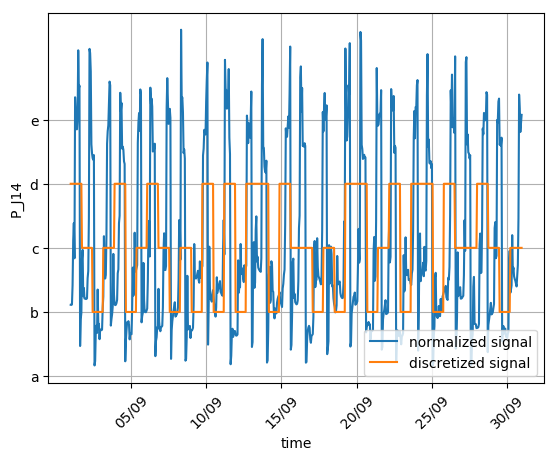 e
d
c
b
a
P_J14
normalized signal
discretized signal
05/09
10/09
15/09
20/09
25/09
30/09
time